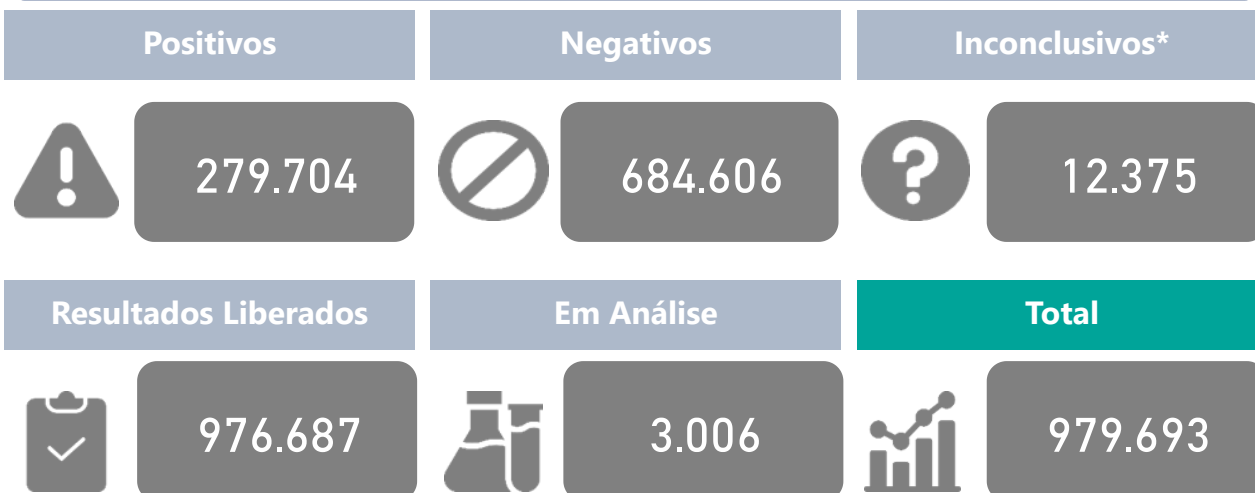 Positivos
Negativos
Inconclusivos*
279.704
684.606
12.375
Resultados Liberados
Em Análise
Total
976.687
3.006
979.693